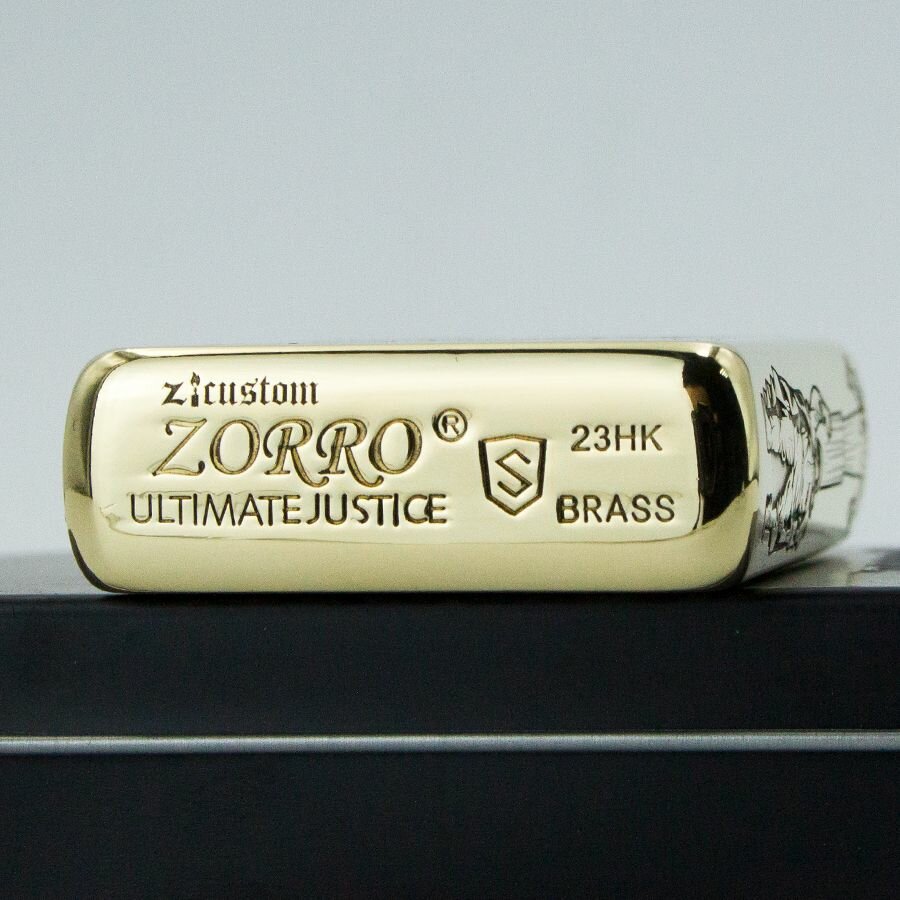 zicustom
ZORRO®
ULTIMATE JUSTICE
S
23HK
BRASS